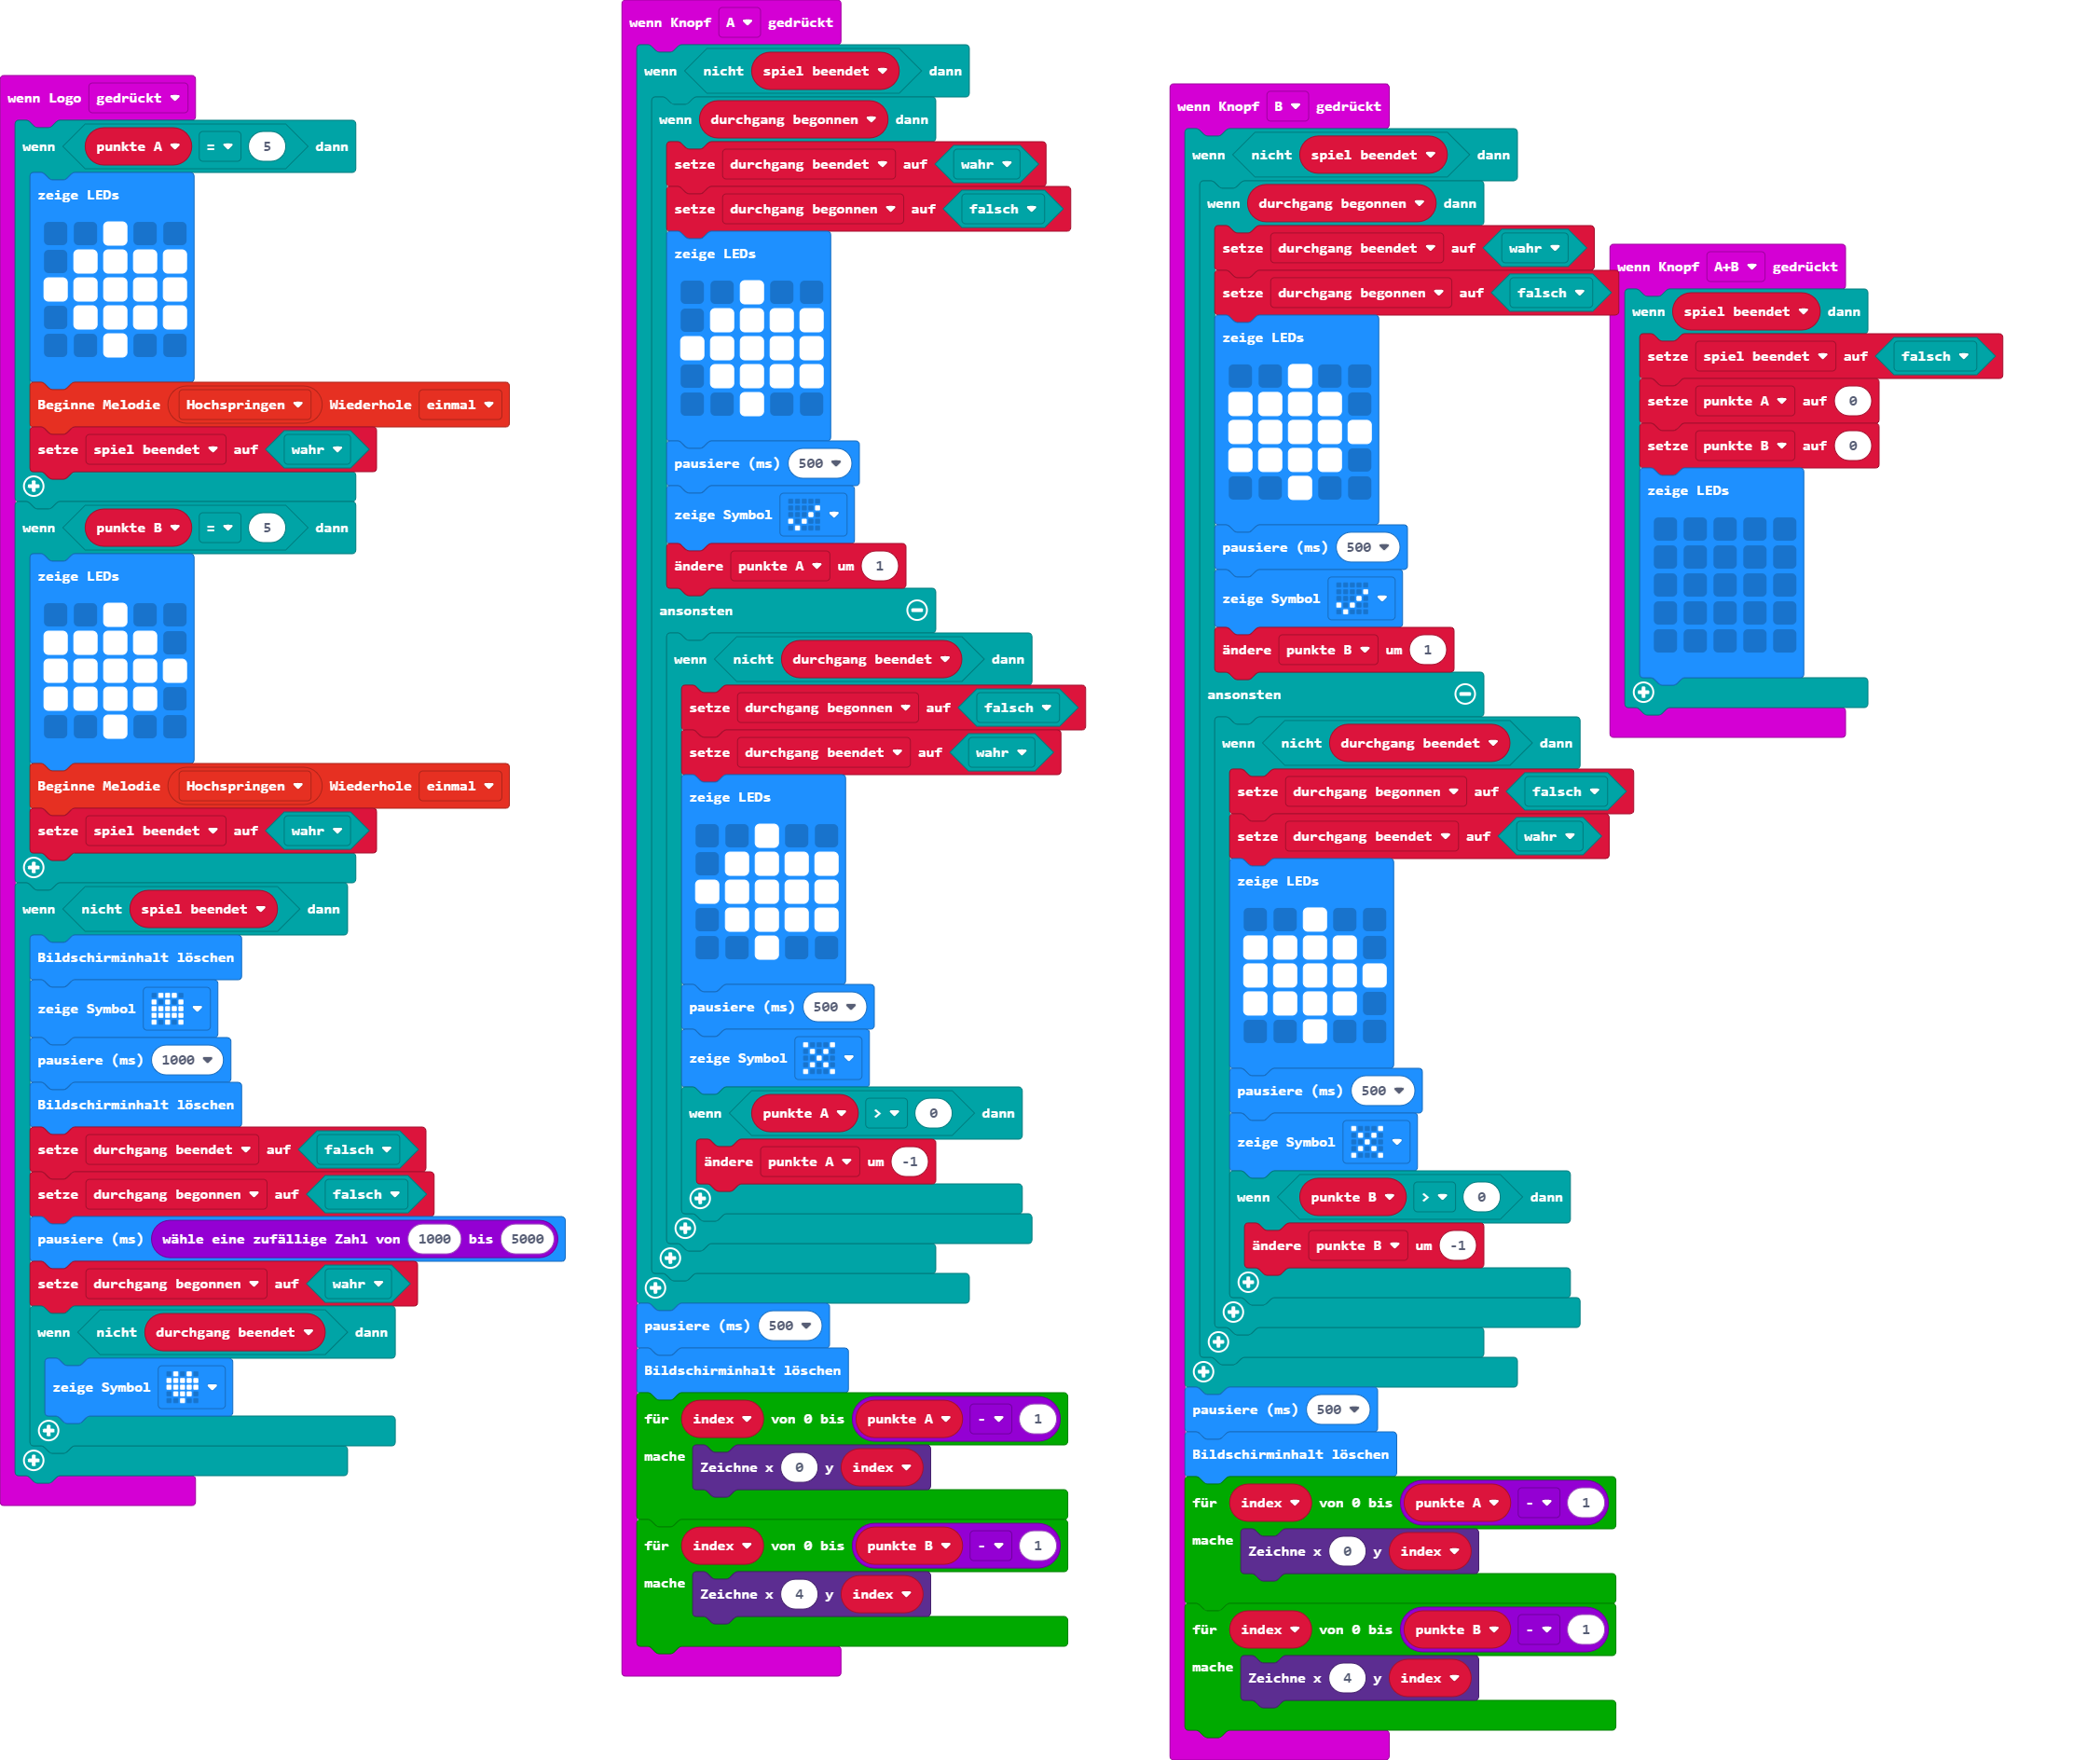 wenn Logo gedrückt
wenn punkte A = 5 dann
zeige LEDs
Beginne Melodie Hochspringen Wiederhole einmal
setze spiel beendet auf wahr
wenn punkte B = 5 dann
zeige LEDs
Beginne Melodie Hochspringen Wiederhole einmal
setze spiel beendet auf wahr
wenn nicht spiel beendet dann
Bildschirminhalt löschen
zeige Symbol
pausiere (ms) 1000
Bildschirminhalt löschen
setze durchgang beendet auf falsch
setze durchgang begonnen auf falsch
pausiere (ms) wähle eine zufällige Zahl von 1000 bis 5000
setze durchgang begonnen auf wahr
wenn nicht durchgang beendet dann
zeige Symbol
wenn Knopf A gedrückt
wenn nicht spiel beendet dann
wenn durchgang begonnen dann
setze durchgang beendet auf wahr
setze durchgang begonnen auf falsch
zeige LEDs
pausiere (ms) 500
zeige Symbol
ändere punkte A um 1
ansonsten
wenn nicht durchgang beendet dann
setze durchgang begonnen auf falsch
setze durchgang beendet auf wahr
zeige LEDs
pausiere (ms) 500
zeige Symbol
wenn punkte A > 0 dann
ändere punkte A um -1
pausiere (ms) 500
Bildschirminhalt löschen
für index von 0 bis punkte A - 1
mache Zeichne x 0 y index
für index von 0 bis punkte B - 1
mache Zeichne x 4 y index
wenn Knopf B gedrückt
wenn nicht spiel beendet dann
wenn durchgang begonnen dann
setze durchgang beendet auf wahr
setze durchgang begonnen auf falsch
zeige LEDs
pausiere (ms) 500
zeige Symbol
ändere punkte B um 1
ansonsten
wenn nicht durchgang beendet dann
setze durchgang begonnen auf falsch
setze durchgang beendet auf wahr
zeige LEDs
pausiere (ms) 500
zeige Symbol
wenn punkte B > 0 dann
ändere punkte B um -1
pausiere (ms) 500
Bildschirminhalt löschen
für index von 0 bis punkte A - 1
mache Zeichne x 0 y index
für index von 0 bis punkte B - 1
mache Zeichne x 4 y index
wenn Knopf A+B gedrückt
wenn spiel beendet dann
setze spiel beendet auf falsch
setze punkte A auf 0
setze punkte B auf 0
zeige LEDs